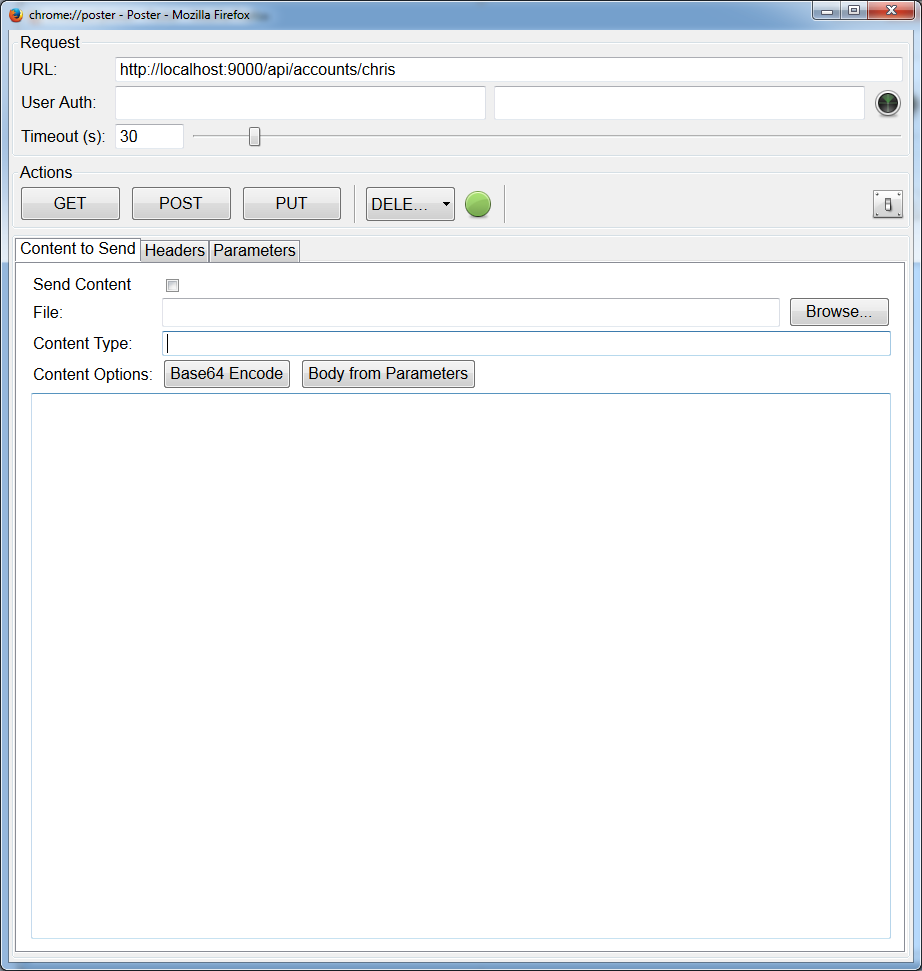 chrome://poster - Poster - Mozilla Firefox
Request
URL: http://localhost:9000/api/accounts/chris
User Auth:
Timeout (s): 30
Actions
GET POST PUT DELE...
Content to Send Headers Parameters
Send Content
File: Browse...
Content Type:
Content Options: Base64 Encode Body from Parameters